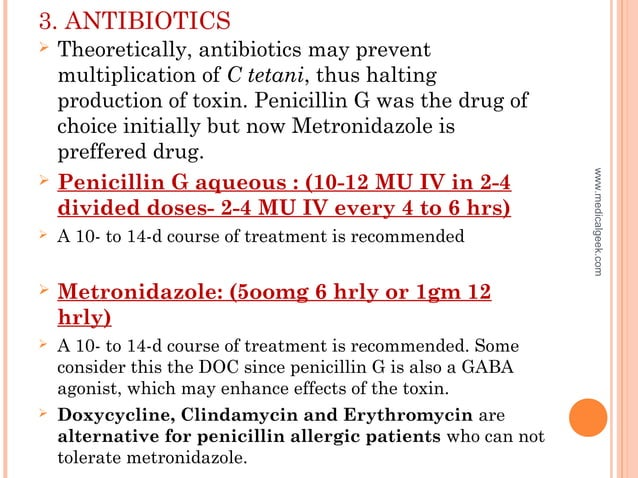 3. ANTIBIOTICS
Theoretically, antibiotics may prevent
multiplication of C tetani, thus halting
production of toxin. Penicillin G was the drug of
choice initially but now Metronidazole is
preffered drug.
Penicillin G aqueous : (10-12 MU IV in 2-4
divided doses- 2-4 MU IV every 4 to 6 hrs)
A 10- to 14-d course of treatment is recommended
Metronidazole: (5oomg 6 hrly or 1gm 12
hrly)
A 10- to 14-d course of treatment is recommended. Some
consider this the DOC since penicillin G is also a GABA
agonist, which may enhance effects of the toxin.
Doxycycline, Clindamycin and Erythromycin are
alternative for penicillin allergic patients who can not
tolerate metronidazole.
www.medicalgeek.com